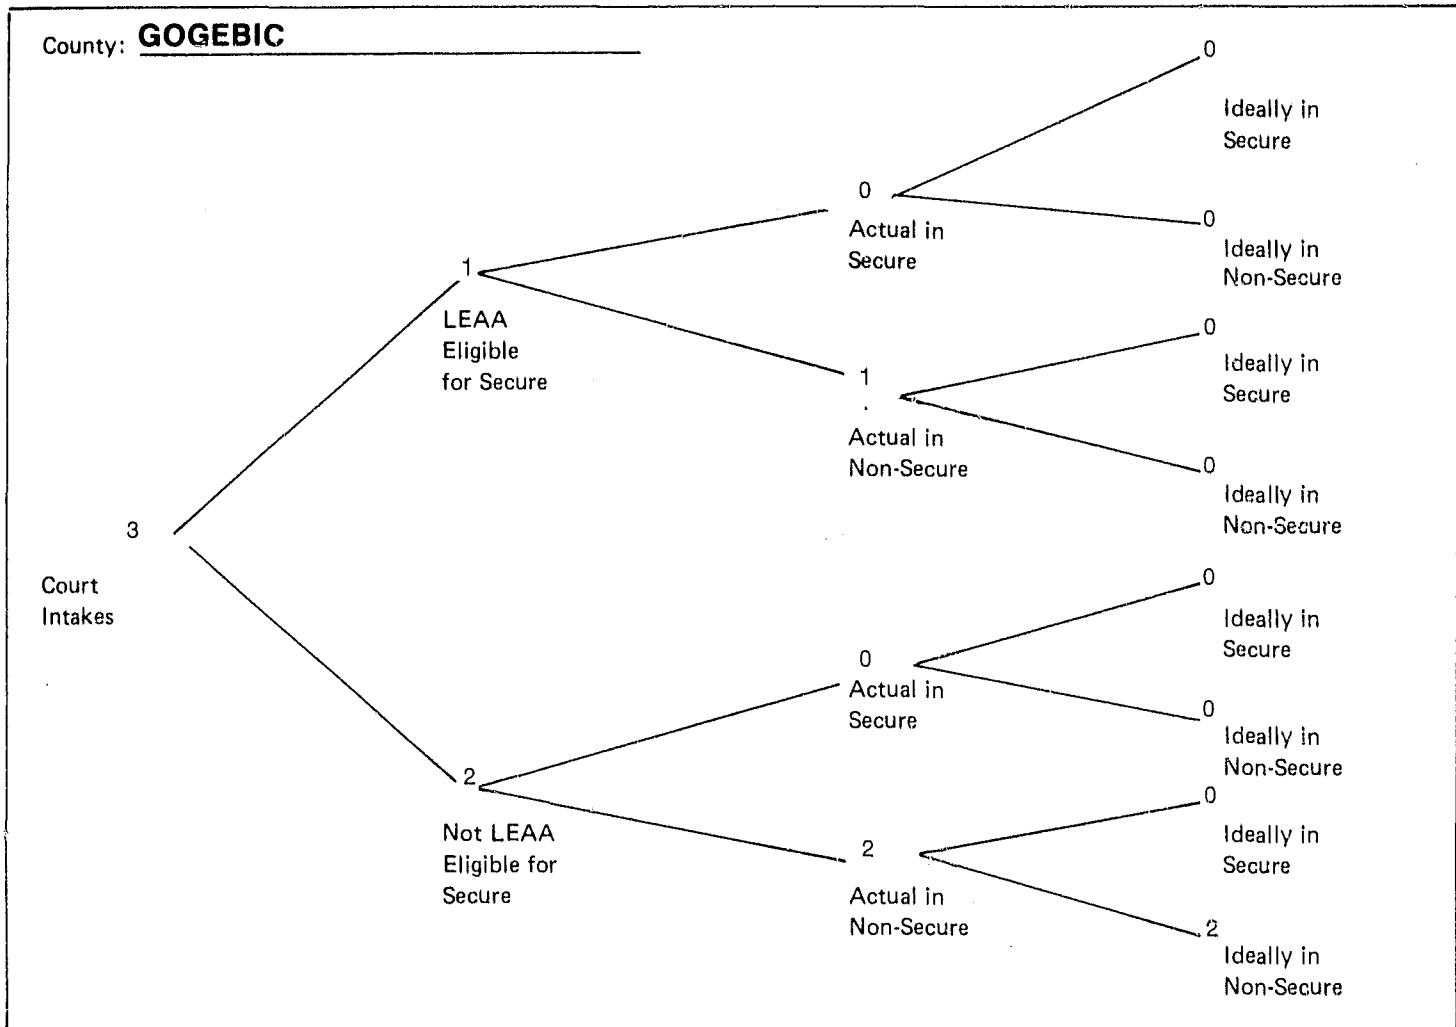 County: GOGEBIC
0
Ideally in
Secure
0
Actual in
Secure
0
Ideally in
Non-Secure
1
LEAA
Eligible
for Secure
0
Ideally in
Secure
1
Actual in
Non-Secure
0
Ideally in
Non-Secure
3
Court
Intakes
0
Ideally in
Secure
0
Actual in
Secure
0
Ideally in
Non-Secure
2
Not LEAA
Eligible for
Secure
0
Ideally in
Secure
2
Actual in
Non-Secure
2
Ideally in
Non-Secure